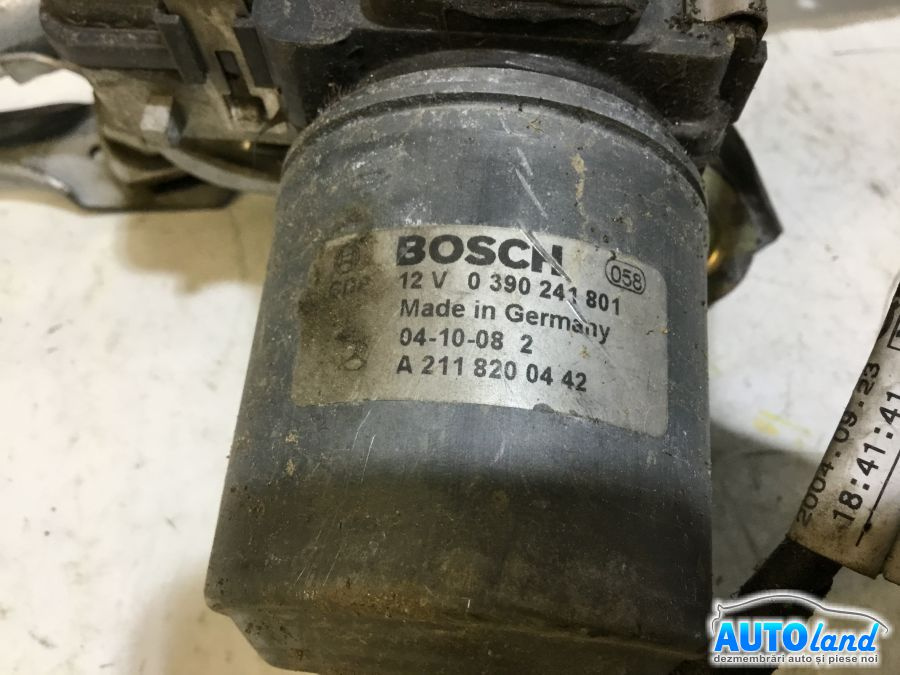 BOSCH
058
12 V 0 390 241 801
Made in Germany
04-10-08 2
A 211 820 04 42
2004.09.23
18:41:41
AUTOland
dezmembrări auto și piese noi